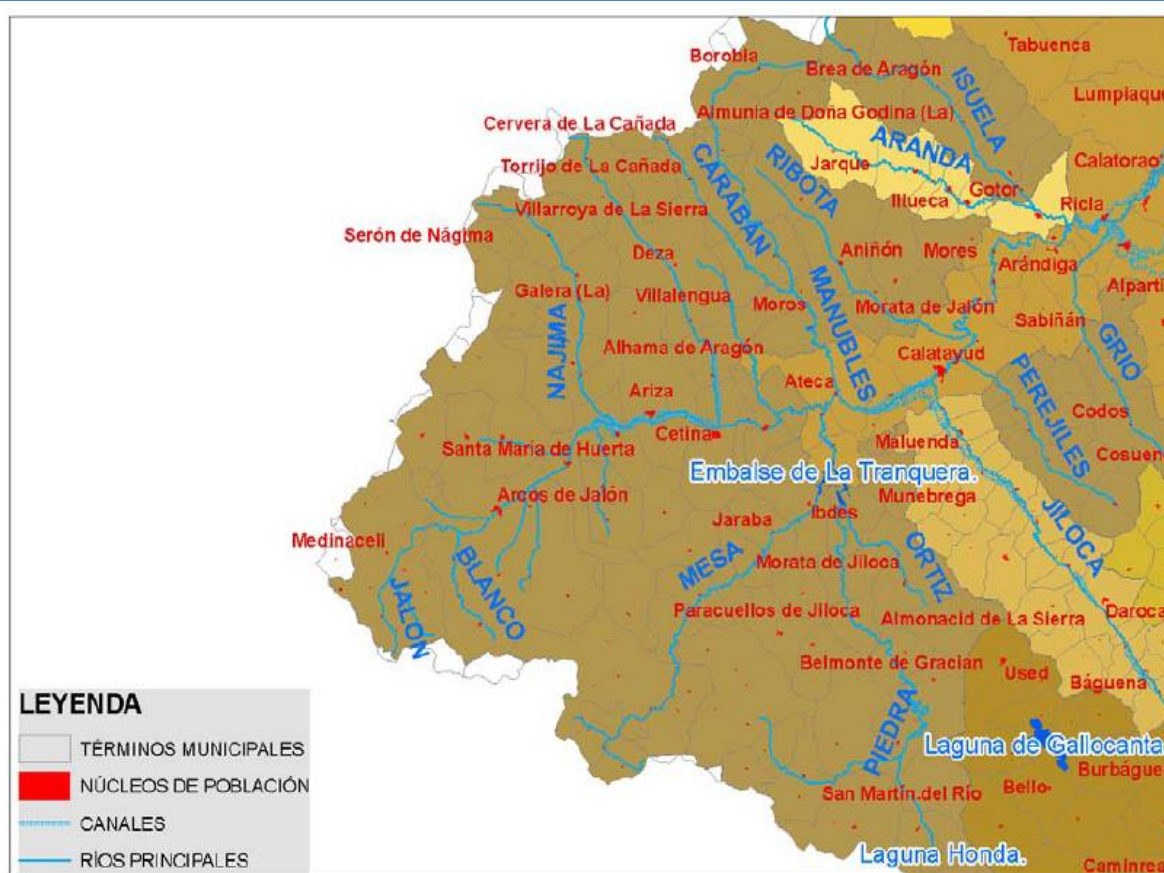 Tabuenca
Borobia
Brea de Aragón
ISUELA
Lumpiaque
Almunia de Doña Godina (La)
Cervera de La Cañada
ARANDA
Torrijo de La Cañada
CARABÁN
RIBOTA
Jarque
Calatorao
Gotor
Illueca
Ricla
Villarroya de La Sierra
Serón de Nágima
Deza
Aniñón
Mores
Arándiga
Galera (La)
Villalengua
Moros
MANUBLES
Morata de Jalón
Alparti
Sabiñán
GRIO
NAJIMA
Alhama de Aragón
Calatayud
PEREJILES
Ateca
Ariza
Codos
Santa María de Huerta
Cetina
Maluenda
Cosuend
Embalse de La Tranquera.
Munebrega
Arcos de Jalón
Ibdes
Jaraba
JILOCA
Medinaceli
BLANCO
MESA
Morata de Jiloca
ORTIZ
JALON
Paracuellos de Jiloca
Almonacid de La Sierra
Daroca
Belmonte de Gracian
Used
Báguena
PIEDRA
Laguna de Gallocanta
Burbágue
San Martín.del Río
Bello
Laguna Honda.
Caminrea
LEYENDA
TÉRMINOS MUNICIPALES
NÚCLEOS DE POBLACIÓN
CANALES
RÍOS PRINCIPALES